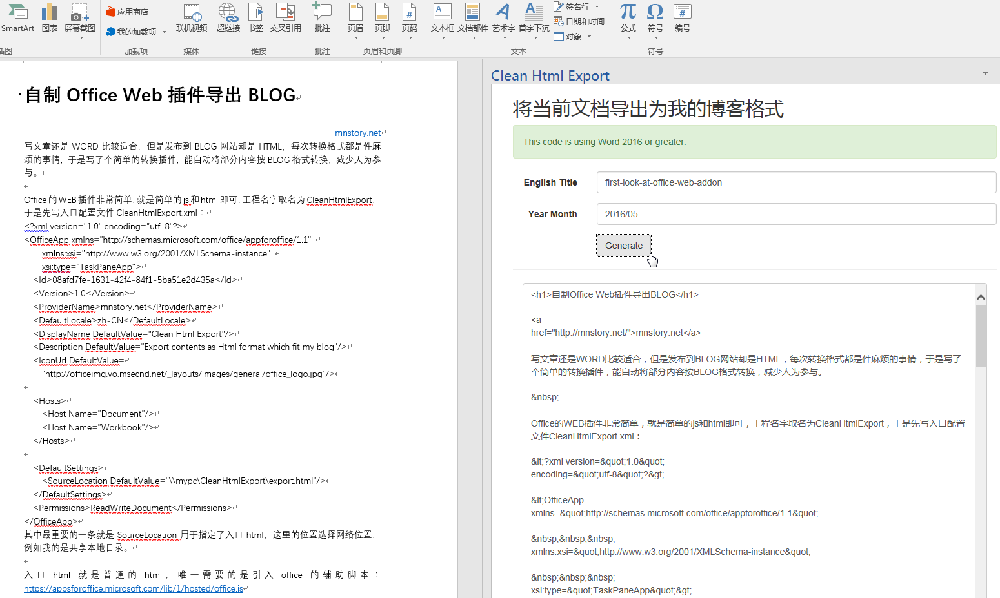 SmartArt
图表
屏幕截图
插图
应用商店
我的加载项
加载项
联机视频
媒体
超链接
书签
交叉引用
链接
批注
批注
页眉
页脚
页码
页眉和页脚
文本框
文档部件
艺术字
首字下沉
签名行
日期和时间
对象
文本
公式
符号
编号
符号
自制 Office Web 插件导出 BLOG
mnstory.net
写文章还是 WORD 比较适合，但是发布到 BLOG 网站却是 HTML，每次转换格式都是件麻
烦的事情，于是写了个简单的转换插件，能自动将部分内容按 BLOG 格式转换，减少人为参
与。
Office 的 WEB 插件非常简单，就是简单的 js 和 html 即可，工程名字取名为 CleanHtmlExport，
于是先写入口配置文件 CleanHtmlExport.xml：
<?xml version="1.0" encoding="utf-8"?>
<OfficeApp xmlns="http://schemas.microsoft.com/office/appforoffice/1.1"
xmlns:xsi="http://www.w3.org/2001/XMLSchema-instance"
xsi:type="TaskPaneApp">
<Id>08afd7fe-1631-42f4-84f1-5ba51e2d435a</Id>
<Version>1.0</Version>
<ProviderName>mnstory.net</ProviderName>
<DefaultLocale>zh-CN</DefaultLocale>
<DisplayName DefaultValue="Clean Html Export"/>
<Description DefaultValue="Export contents as Html format which fit my blog"/>
<IconUrl DefaultValue=
"http://officeimg.vo.msecnd.net/_layouts/images/general/office_logo.jpg"/>
<Hosts>
<Host Name="Document"/>
<Host Name="Workbook"/>
</Hosts>
<DefaultSettings>
<SourceLocation DefaultValue="\\mypc\CleanHtmlExport\export.html"/>
</DefaultSettings>
<Permissions>ReadWriteDocument</Permissions>
</OfficeApp>
其中最重要的一条就是 SourceLocation 用于指定了入口 html，这里的位置选择网络位置，
例如我的是共享本地目录。
入口 html 就是普通的 html，唯一需要的是引入 office 的辅助脚本：
https://appsforoffice.microsoft.com/lib/1/hosted/office.js
Clean Html Export
将当前文档导出为我的博客格式
This code is using Word 2016 or greater.
English Title
first-look-at-office-web-addon
Year Month
2016/05
Generate
<h1>自制Office Web插件导出BLOG</h1>
<a
href="http://mnstory.net/">mnstory.net</a>
写文章还是WORD比较适合，但是发布到BLOG网站却是HTML，每次转换格式都是件麻烦的事情，于是写了
个简单的转换插件，能自动将部分内容按BLOG格式转换，减少人为参与。
&nbsp;
Office的WEB插件非常简单，就是简单的js和html即可，工程名字取名为CleanHtmlExport，于是先写入口配置
文件CleanHtmlExport.xml：
&lt;?xml version=&quot;1.0&quot;
encoding=&quot;utf-8&quot;?&gt;
&lt;OfficeApp
xmlns=&quot;http://schemas.microsoft.com/office/appforoffice/1.1&quot;
&nbsp;&nbsp;&nbsp;
xmlns:xsi=&quot;http://www.w3.org/2001/XMLSchema-instance&quot;
&nbsp;&nbsp;&nbsp;
xsi:type=&quot;TaskPaneApp&quot;&gt;